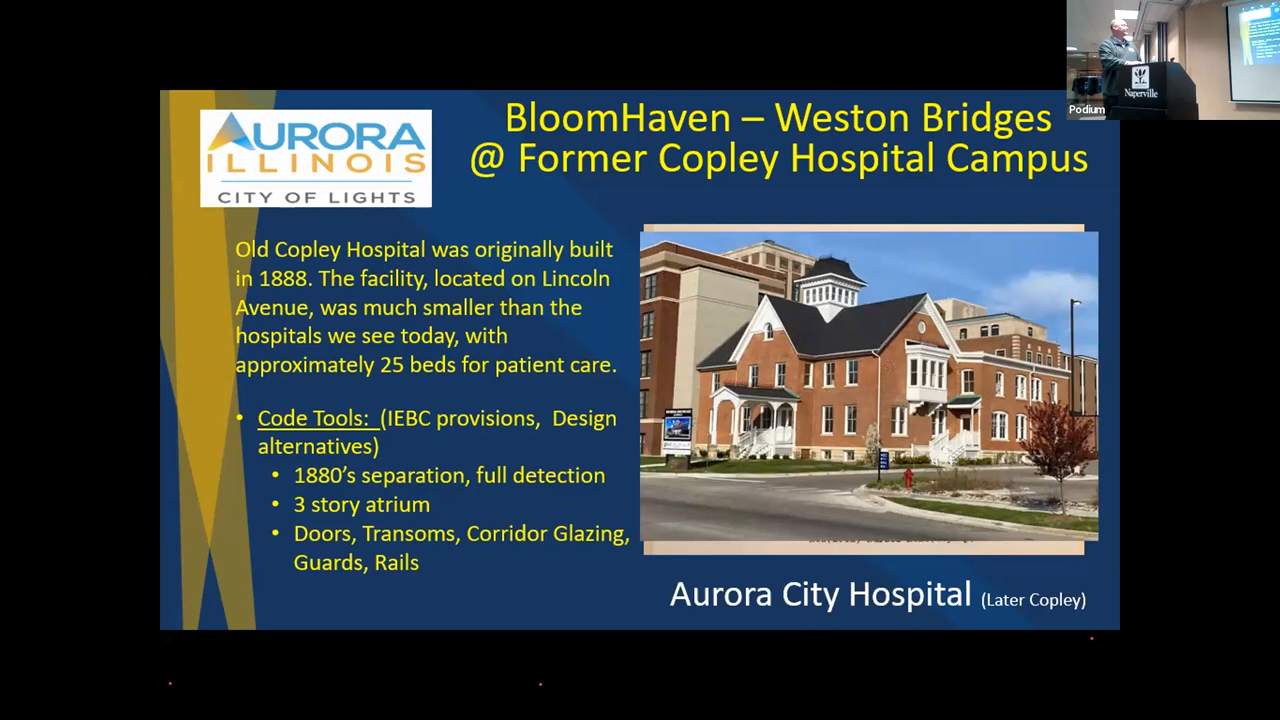 AURORA
ILLINOIS
CITY OF LIGHTS
BloomHaven – Weston Bridges
@ Former Copley Hospital Campus
Podium
Naperville
Old Copley Hospital was originally built
in 1888. The facility, located on Lincoln
Avenue, was much smaller than the
hospitals we see today, with
approximately 25 beds for patient care.
• Code Tools: (IEBC provisions, Design
alternatives)
• 1880's separation, full detection
• 3 story atrium
• Doors, Transoms, Corridor Glazing,
Guards, Rails
Aurora City Hospital (Later Copley)